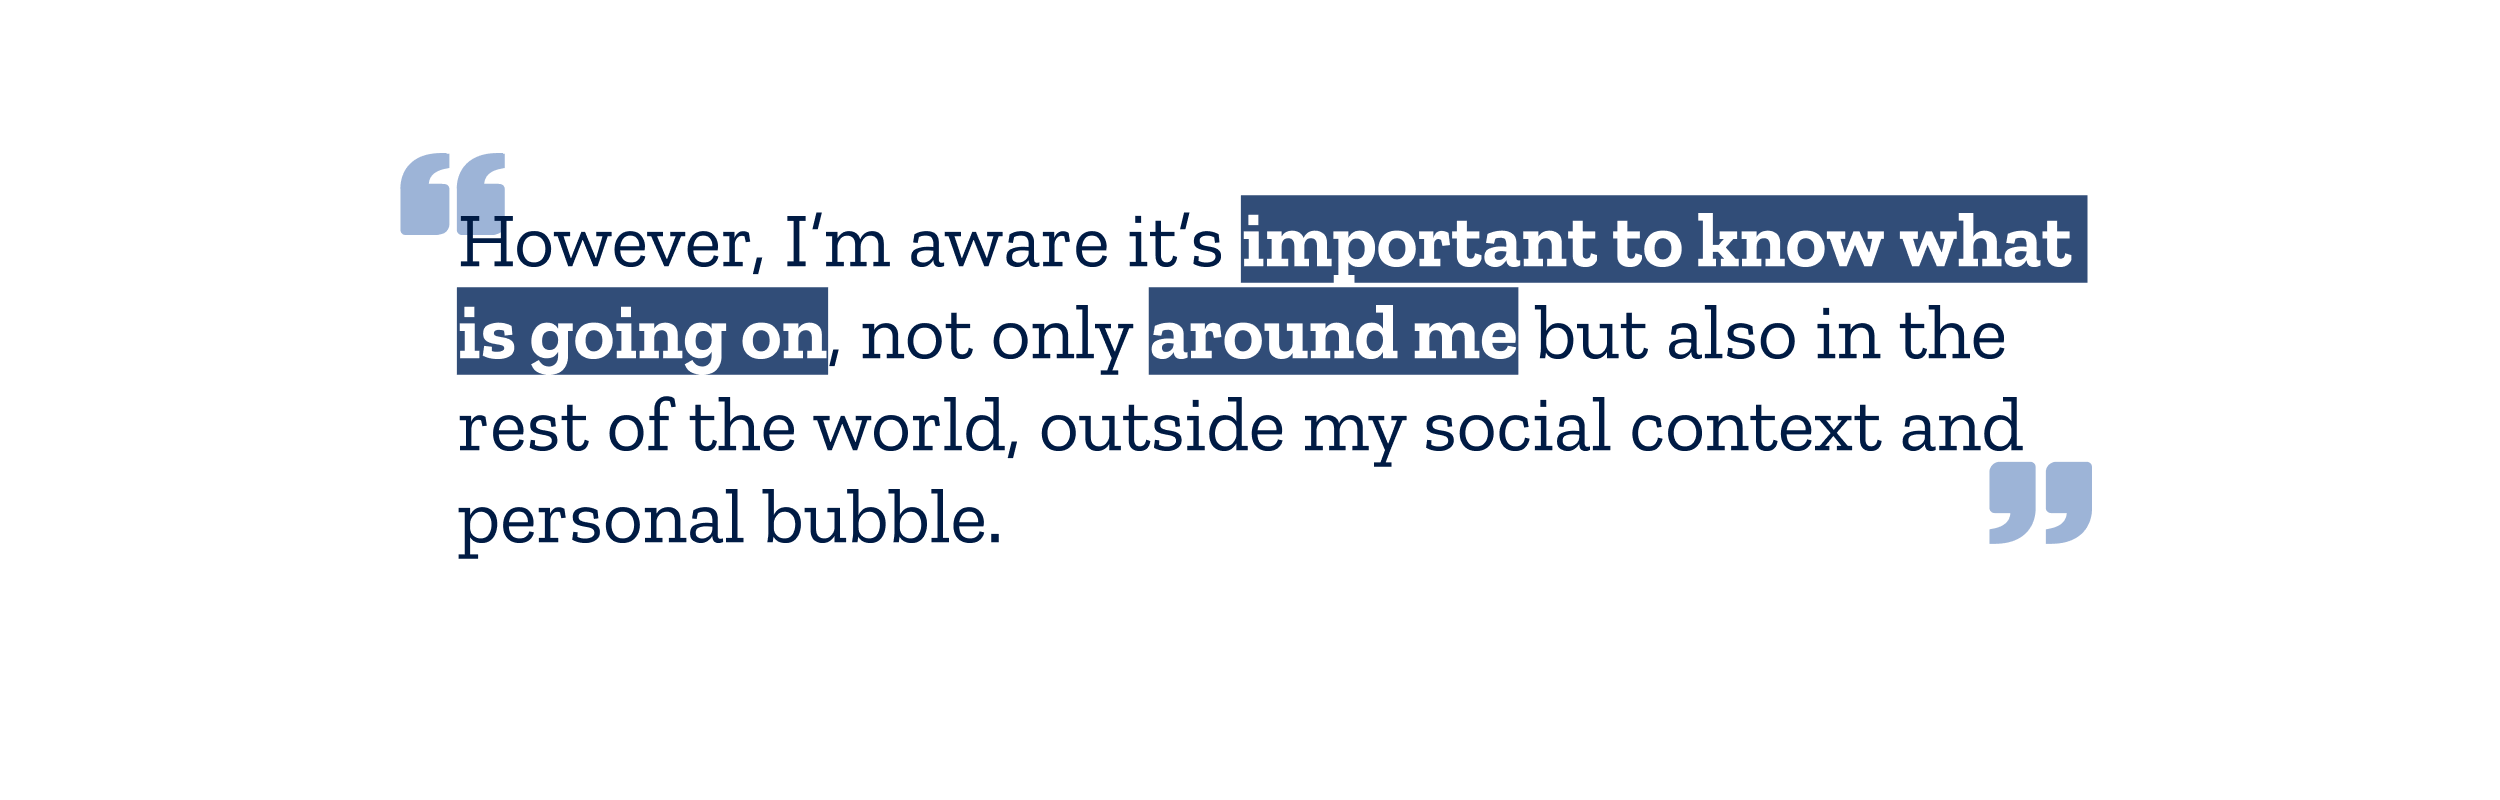 However, I’m aware it’s important to know what
is going on, not only around me but also in the
rest of the world, outside my social context and
personal bubble.